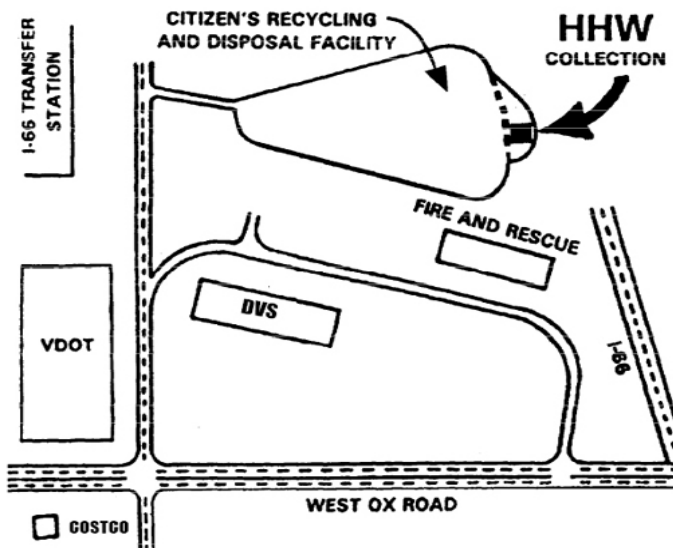 CITIZEN'S RECYCLING
AND DISPOSAL FACILITY
HHW
COLLECTION
I-66 TRANSFER
STATION
FIRE AND RESCUE
DVS
VDOT
I-66
WEST OX ROAD
COSTCO